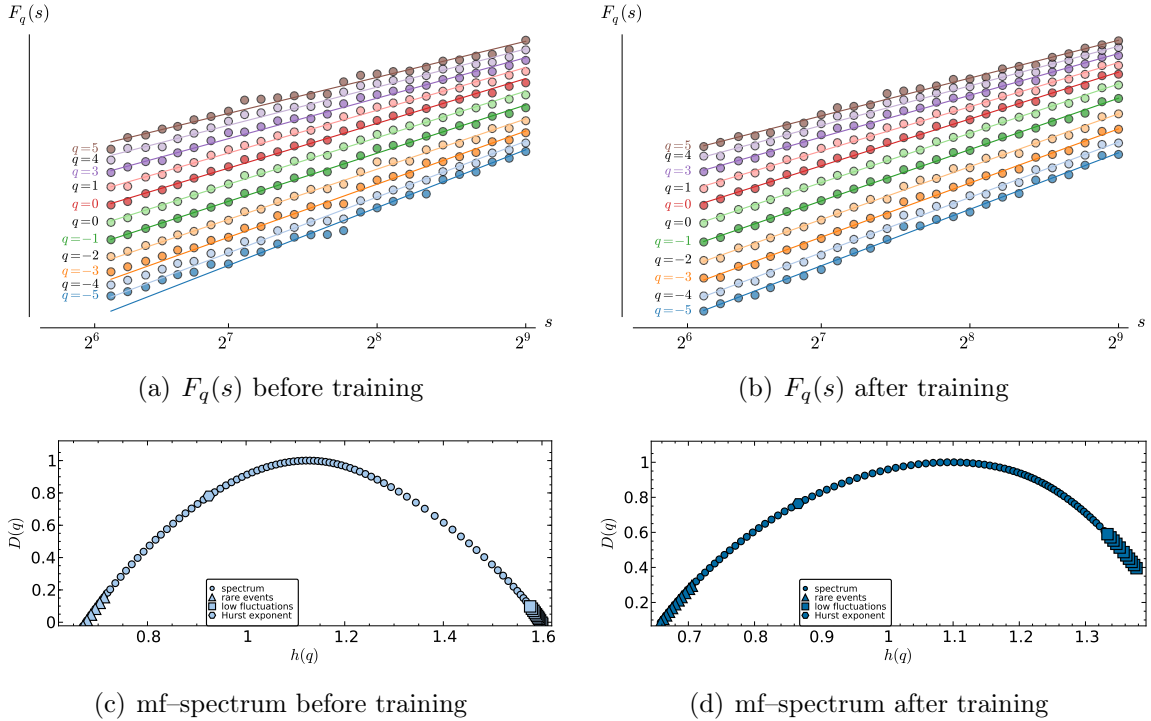 F_q(s)
q=5
q=4
q=3
q=1
q=0
q=0
q=−1
q=−2
q=−3
q=−4
q=−5
2^6
2^7
2^8
2^9
s
(a) F_q(s) before training
F_q(s)
q=5
q=4
q=3
q=1
q=0
q=0
q=−1
q=−2
q=−3
q=−4
q=−5
2^6
2^7
2^8
2^9
s
(b) F_q(s) after training
D(q)
1
0.8
0.6
0.4
0.2
0
spectrum
rare events
low fluctuations
Hurst exponent
0.8
1
1.2
1.4
1.6
h(q)
(c) mf–spectrum before training
D(q)
1
0.8
0.6
0.4
0.2
spectrum
rare events
low fluctuations
Hurst exponent
0.7
0.8
0.9
1
1.1
1.2
1.3
h(q)
(d) mf–spectrum after training